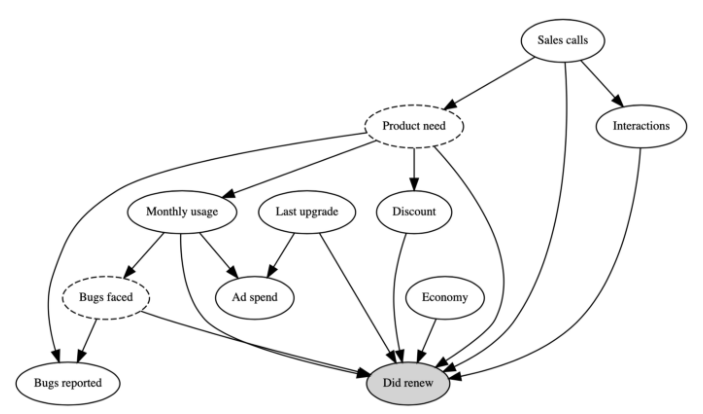 Sales calls
Product need
Interactions
Monthly usage
Last upgrade
Discount
Bugs faced
Ad spend
Economy
Bugs reported
Did renew